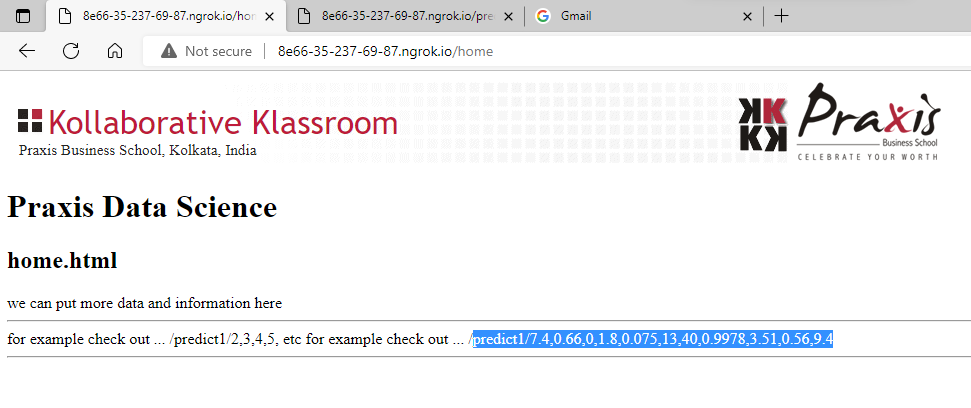 8e66-35-237-69-87.ngrok.io/hor
8e66-35-237-69-87.ngrok.io/pre
Gmail
Not secure
8e66-35-237-69-87.ngrok.io/home
Kollaborative Klassroom
Praxis Business School, Kolkata, India
KK
KK
Praxis
Business School
CELEBRATE YOUR WORTH
Praxis Data Science
home.html
we can put more data and information here
for example check out ... /predict1/2,3,4,5, etc for example check out ... /predict1/7.4,0.66,0,1.8,0.075,13,40,0.9978,3.51,0.56,9.4